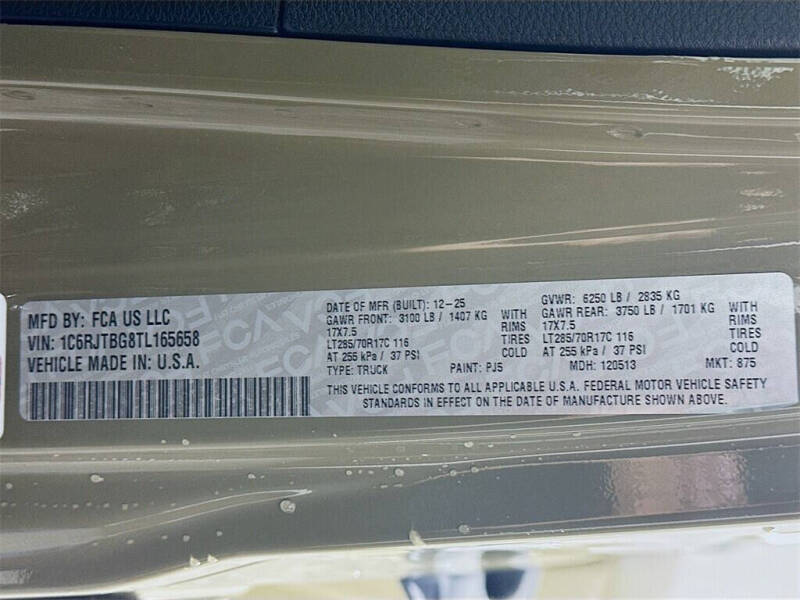 MFD BY: FCA US LLC
VIN: 1C6RJTBG8TL165658
VEHICLE MADE IN: U.S.A.
DATE OF MFR (BUILT): 12-25
GAWR FRONT: 3100 LB / 1407 KG WITH
17X7.5 RIMS
LT285/70R17C 116 TIRES
AT 255 kPa / 37 PSI COLD
TYPE: TRUCK PAINT: PJ5
GVWR: 6250 LB / 2835 KG
GAWR REAR: 3750 LB / 1701 KG WITH
17X7.5 RIMS
LT285/70R17C 116 TIRES
AT 255 kPa / 37 PSI COLD
MDH: 120513 MKT: 875
THIS VEHICLE CONFORMS TO ALL APPLICABLE U.S.A. FEDERAL MOTOR VEHICLE SAFETY
STANDARDS IN EFFECT ON THE DATE OF MANUFACTURE SHOWN ABOVE.